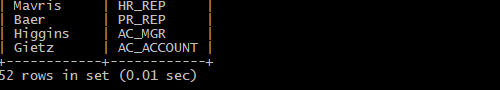 | Mavris     | HR_REP     |
| Baer       | PR_REP     |
| Higgins    | AC_MGR     |
| Gietz      | AC_ACCOUNT |
+------------+------------+
52 rows in set (0.01 sec)